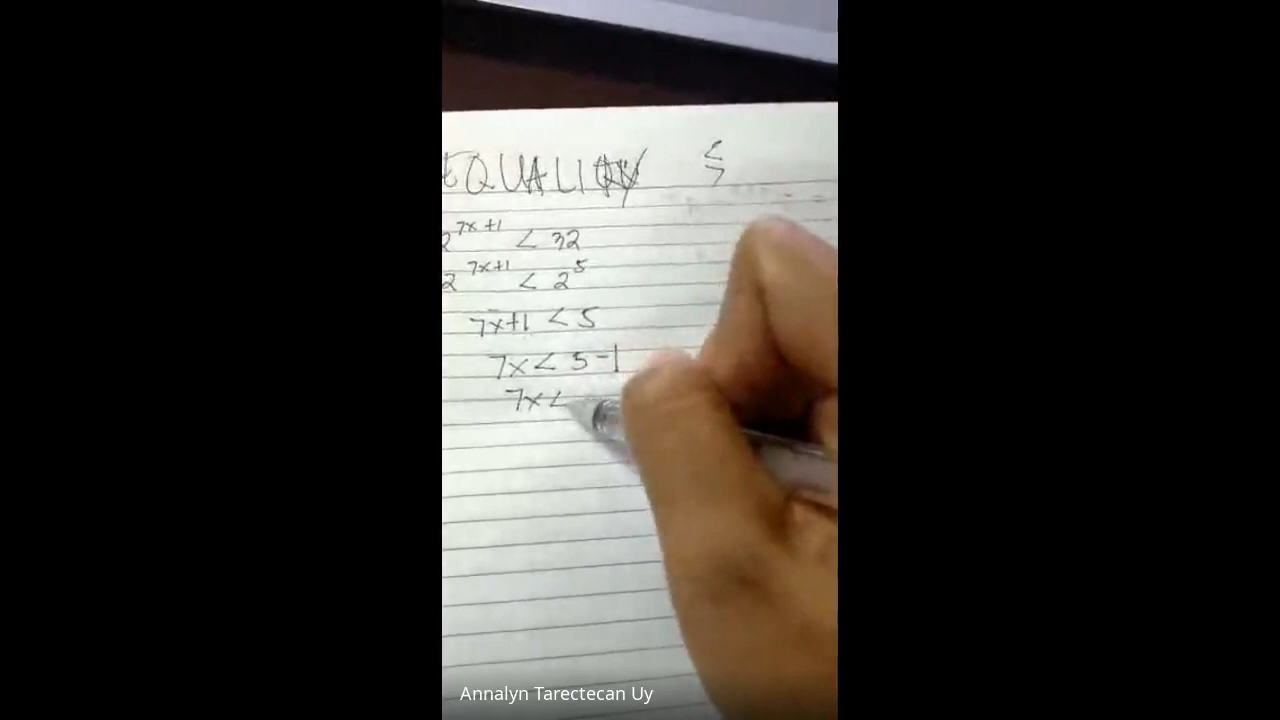 EQUALITY <
>
2^{7x+1} < 32
2^{7x+1} < 2^5
7x+1 < 5
7x < 5-1
7x <
Annalyn Tarectecan Uy